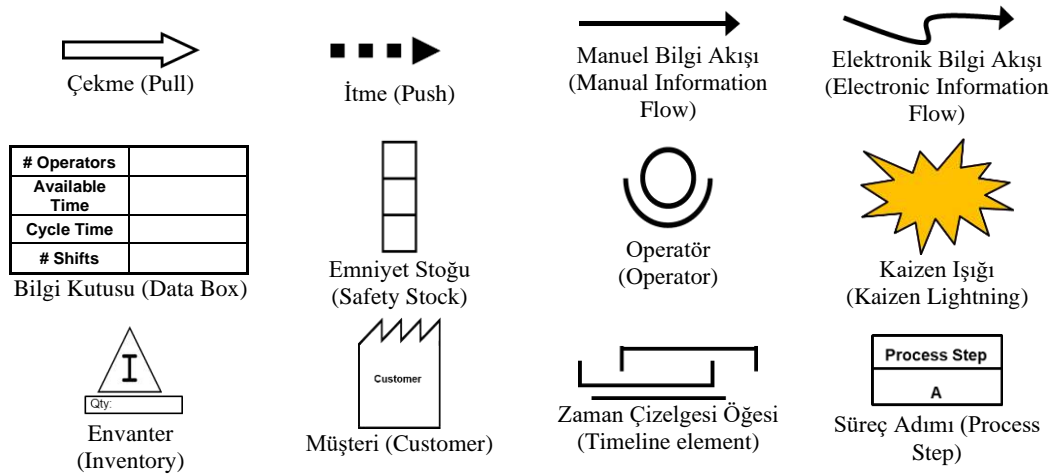 Çekme (Pull)
İtme (Push)
Manuel Bilgi Akışı
(Manual Information
Flow)
Elektronik Bilgi Akışı
(Electronic Information
Flow)
# Operators
Available
Time
Cycle Time
# Shifts
Bilgi Kutusu (Data Box)
Emniyet Stoğu
(Safety Stock)
Operatör
(Operator)
Kaizen Işığı
(Kaizen Lightning)
I
Qty:
Envanter
(Inventory)
Customer
Müşteri (Customer)
Zaman Çizelgesi Öğesi
(Timeline element)
Process Step
A
Süreç Adımı (Process
Step)